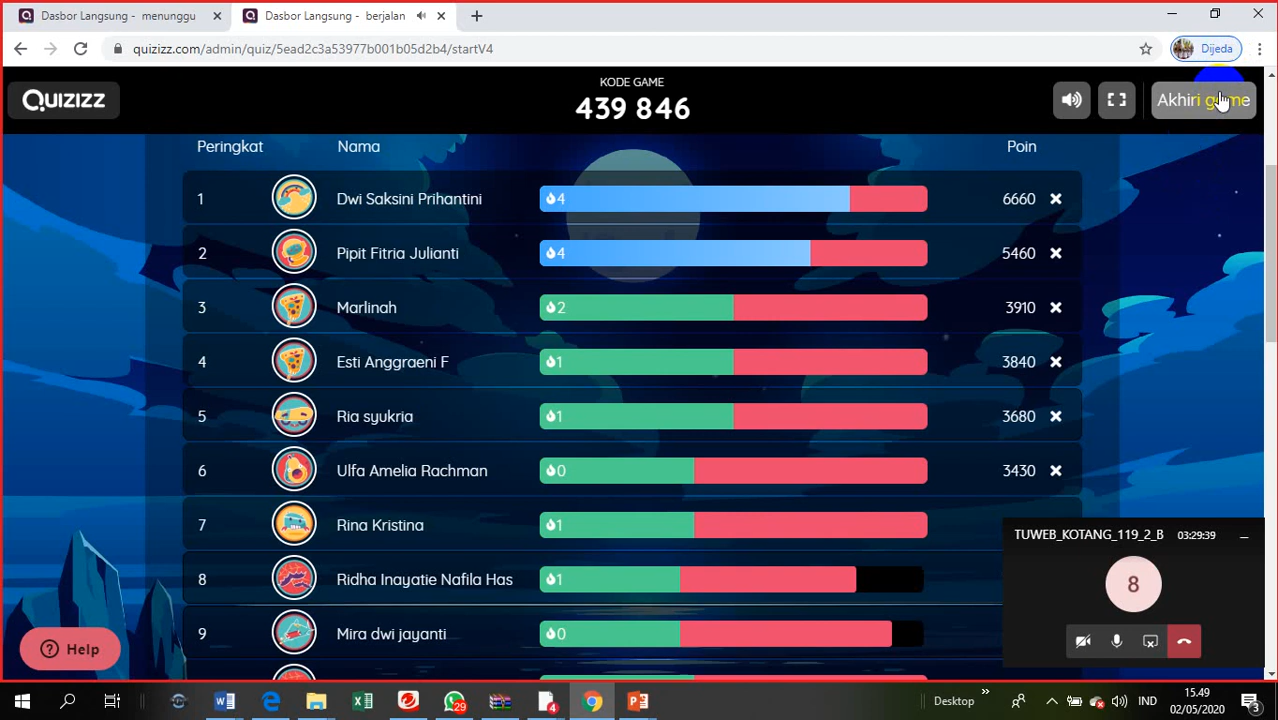 Dasbor Langsung - menunggu
Dasbor Langsung - berjalan
quizizz.com/admin/quiz/5ead2c3a53977b001b05d2b4/startV4
Dijeda
QUIZIZZ
KODE GAME
439 846
Akhiri game
Peringkat Nama Poin
1 Dwi Saksini Prihantini 4 6660
2 Pipit Fitria Julianti 4 5460
3 Marlinah 2 3910
4 Esti Anggraeni F 1 3840
5 Ria syukria 1 3680
6 Ulfa Amelia Rachman 0 3430
7 Rina Kristina 1
8 Ridha Inayatie Nafila Has 1
9 Mira dwi jayanti 0
TUWEB_KOTANG_119_2_B 03:29:39
8
Help
29
4
Desktop
IND
15.49
02/05/2020
3